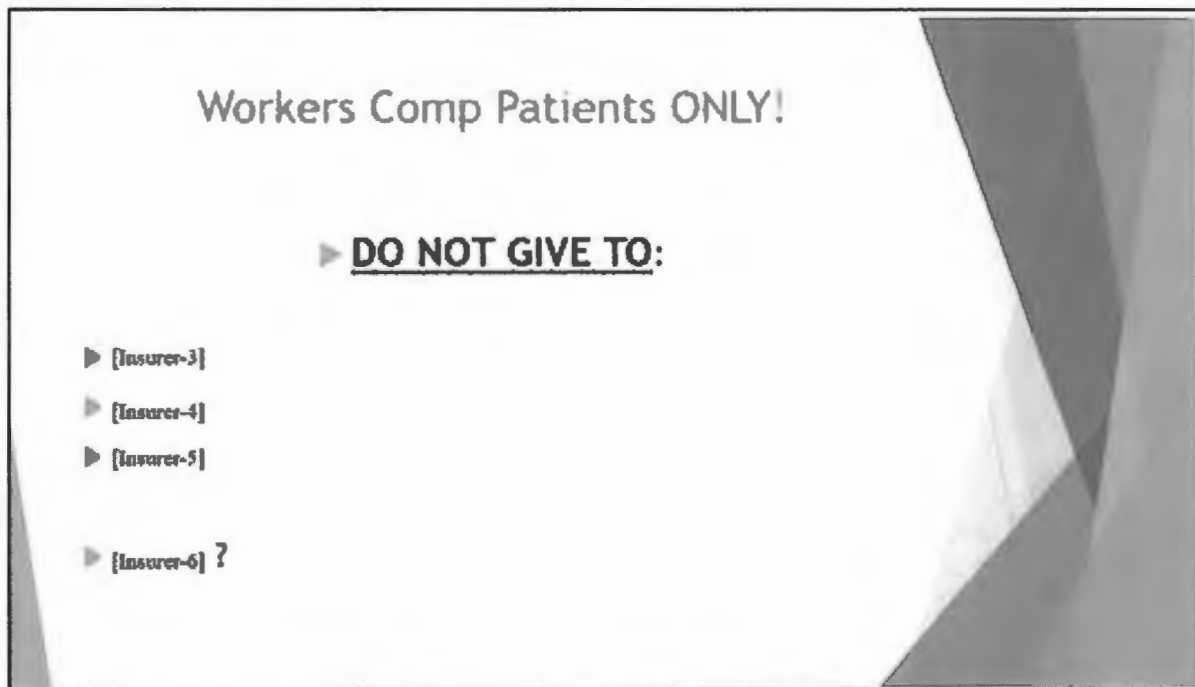 Workers Comp Patients ONLY!
DO NOT GIVE TO:
[Insurer-3]
[Insurer-4]
[Insurer-5]
[Insurer-6] ?